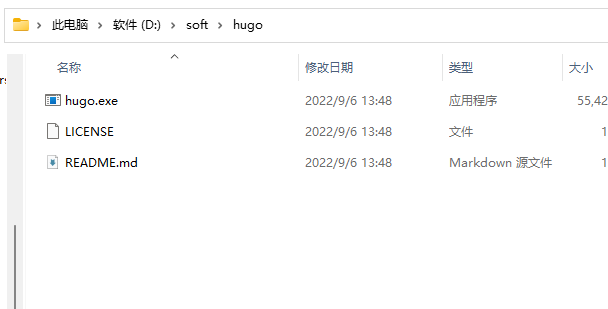 此电脑 > 软件 (D:) > soft > hugo
名称 修改日期 类型 大小
hugo.exe 2022/9/6 13:48 应用程序 55,42
LICENSE 2022/9/6 13:48 文件 1
README.md 2022/9/6 13:48 Markdown 源文件 1